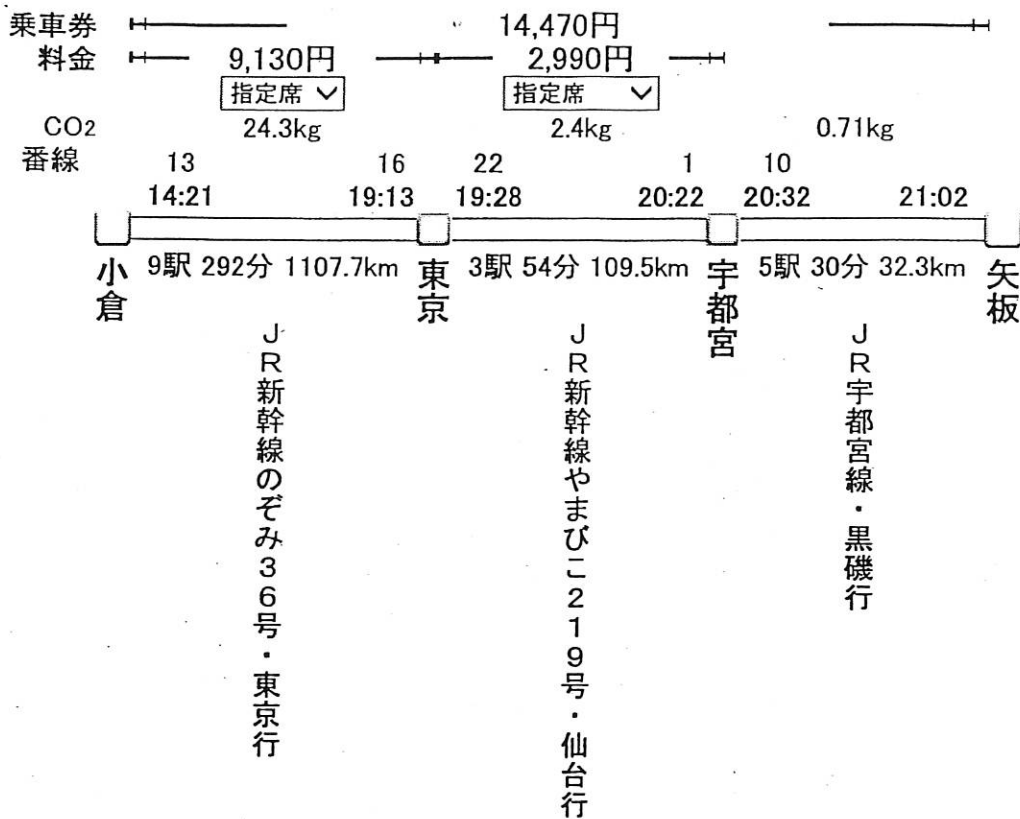 乗車券 14,470円
料金 9,130円 2,990円
指定席 指定席
CO2 24.3kg 2.4kg 0.71kg
番線 13 16 22 1 10
14:21 19:13 19:28 20:22 20:32 21:02
9駅 292分 1107.7km 3駅 54分 109.5km 5駅 30分 32.3km
小倉
東京
宇都宮
矢板
JR新幹線のぞみ36号・東京行
JR新幹線やまびこ219号・仙台行
JR宇都宮線・黒磯行